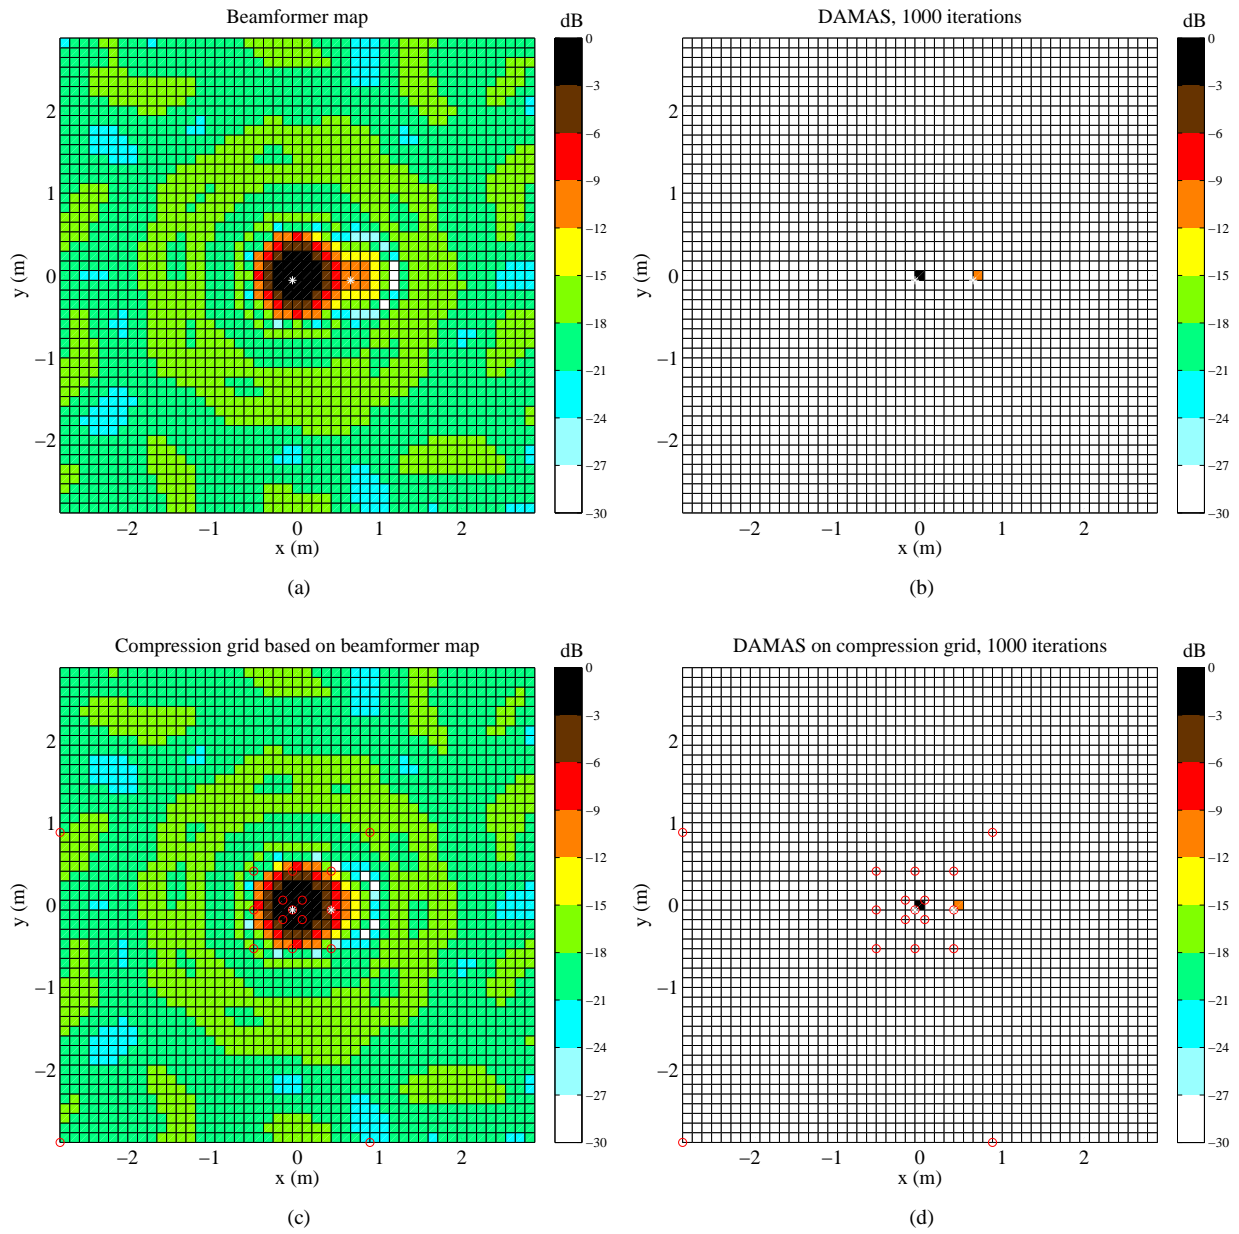 Beamformer map
dB
0
−3
−6
−9
−12
−15
−18
−21
−24
−27
−30
2
1
0
−1
−2
y (m)
−2 −1 0 1 2
x (m)
(a)
DAMAS, 1000 iterations
dB
0
−3
−6
−9
−12
−15
−18
−21
−24
−27
−30
2
1
0
−1
−2
y (m)
−2 −1 0 1 2
x (m)
(b)
Compression grid based on beamformer map
dB
0
−3
−6
−9
−12
−15
−18
−21
−24
−27
−30
2
1
0
−1
−2
y (m)
−2 −1 0 1 2
x (m)
(c)
DAMAS on compression grid, 1000 iterations
dB
0
−3
−6
−9
−12
−15
−18
−21
−24
−27
−30
2
1
0
−1
−2
y (m)
−2 −1 0 1 2
x (m)
(d)